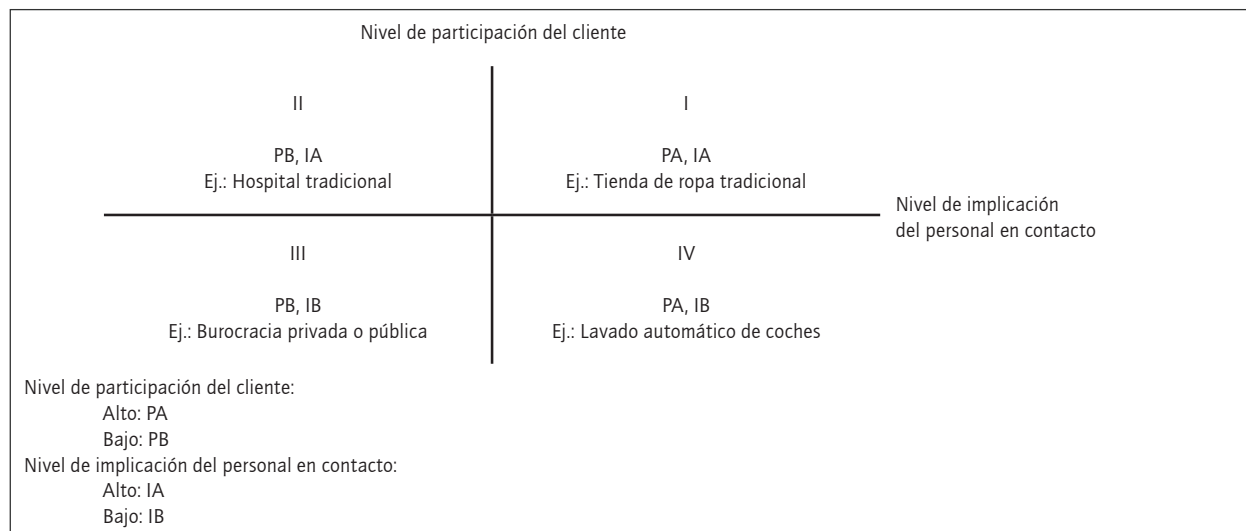 Nivel de participación del cliente
II
I
PB, IA
PA, IA
Ej.: Hospital tradicional
Ej.: Tienda de ropa tradicional
Nivel de implicación
del personal en contacto
III
IV
PB, IB
PA, IB
Ej.: Burocracia privada o pública
Ej.: Lavado automático de coches
Nivel de participación del cliente:
Alto: PA
Bajo: PB
Nivel de implicación del personal en contacto:
Alto: IA
Bajo: IB